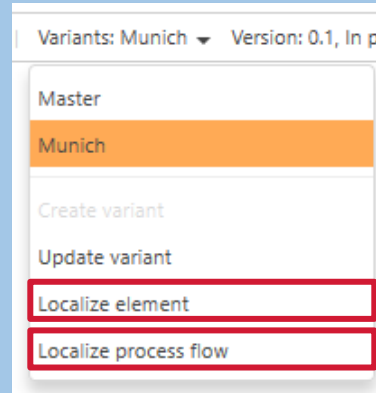 Variants: Munich Version: 0.1, In p
Master
Munich
Create variant
Update variant
Localize element
Localize process flow